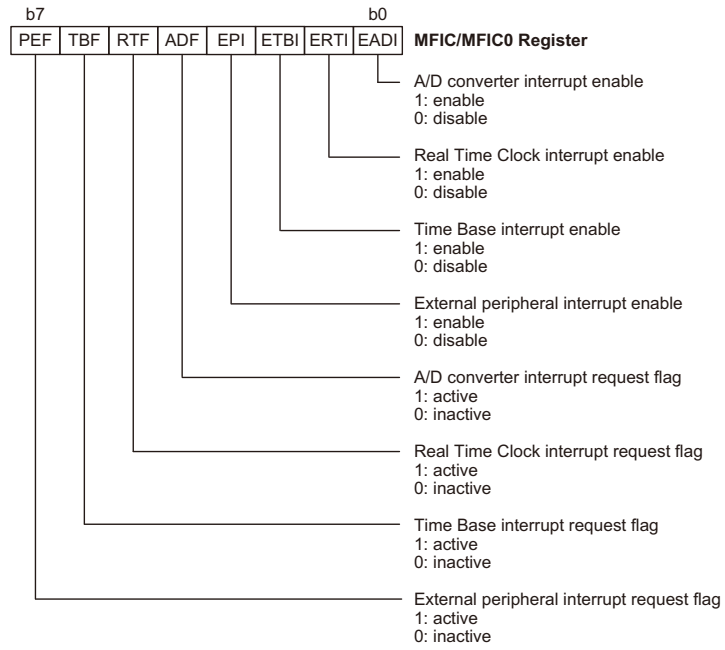 b7 b0
PEF TBF RTF ADF EPI ETBI ERTI EADI MFIC/MFIC0 Register
A/D converter interrupt enable
1: enable
0: disable
Real Time Clock interrupt enable
1: enable
0: disable
Time Base interrupt enable
1: enable
0: disable
External peripheral interrupt enable
1: enable
0: disable
A/D converter interrupt request flag
1: active
0: inactive
Real Time Clock interrupt request flag
1: active
0: inactive
Time Base interrupt request flag
1: active
0: inactive
External peripheral interrupt request flag
1: active
0: inactive